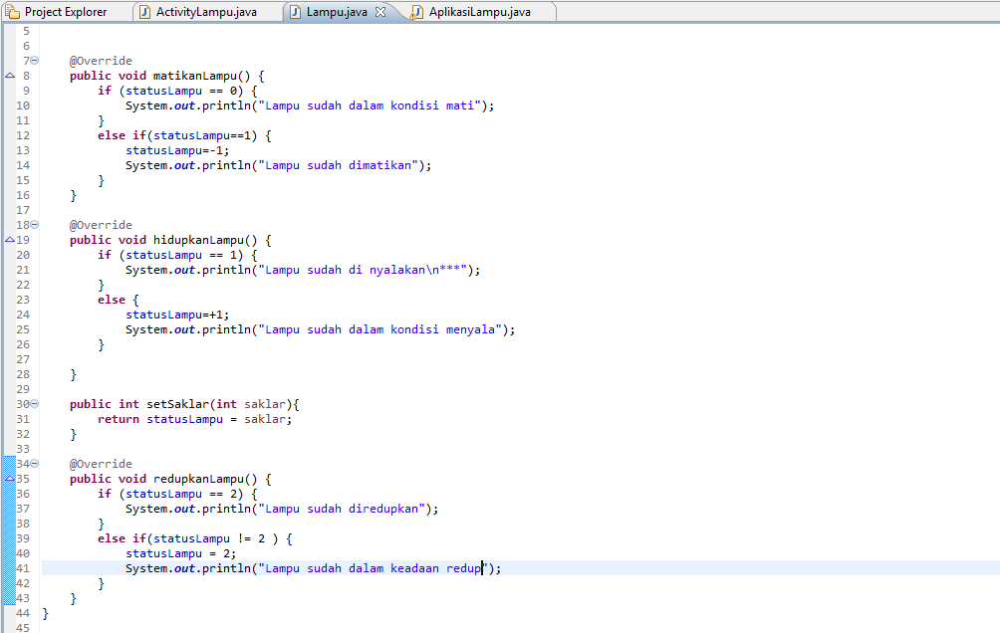 Project Explorer ActivityLampu.java Lampu.java AplikasiLampu.java
5
6
7 @Override
8 public void matikanLampu() {
9 if (statusLampu == 0) {
10 System.out.println("Lampu sudah dalam kondisi mati");
11 }
12 else if(statusLampu==1) {
13 statusLampu=-1;
14 System.out.println("Lampu sudah dimatikan");
15 }
16 }
17
18 @Override
19 public void hidupkanLampu() {
20 if (statusLampu == 1) {
21 System.out.println("Lampu sudah di nyalakan\n***");
22 }
23 else {
24 statusLampu=+1;
25 System.out.println("Lampu sudah dalam kondisi menyala");
26 }
27
28 }
29
30 public int setSaklar(int saklar){
31 return statusLampu = saklar;
32 }
33
34 @Override
35 public void redupkanLampu() {
36 if (statusLampu == 2) {
37 System.out.println("Lampu sudah diredupkan");
38 }
39 else if(statusLampu != 2 ) {
40 statusLampu = 2;
41 System.out.println("Lampu sudah dalam keadaan redup");
42 }
43 }
44 }
45